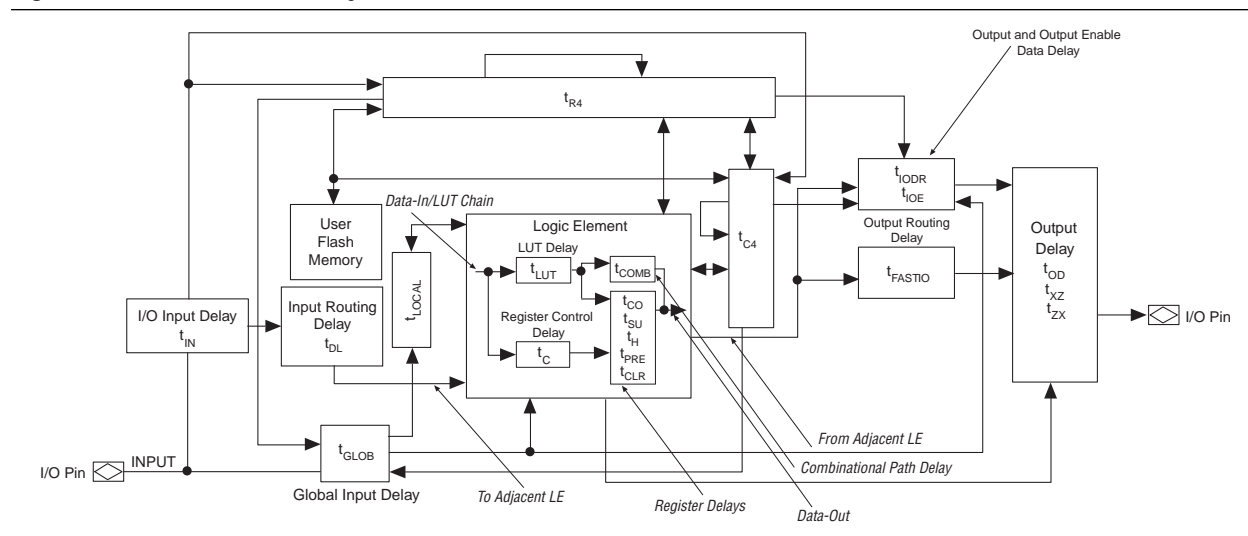 Output and Output Enable
Data Delay
tR4
tIODR
tIOE
Data-In/LUT Chain
User
Flash
Memory
Logic Element
LUT Delay
tLUT
tCOMB
tC4
Output Routing
Delay
tFASTIO
Output
Delay
tOD
tXZ
tZX
I/O Pin
tLOCAL
I/O Input Delay
tIN
Input Routing
Delay
tDL
Register Control
Delay
tC
tCO
tSU
tH
tPRE
tCLR
From Adjacent LE
Combinational Path Delay
I/O Pin
INPUT
tGLOB
Global Input Delay
To Adjacent LE
Register Delays
Data-Out